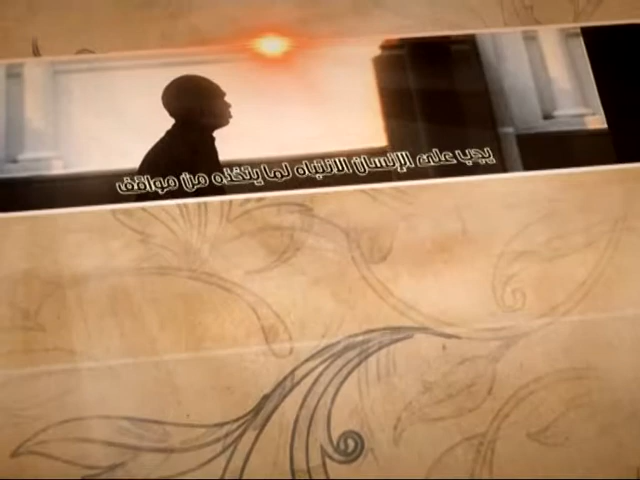 يجب على الإنسان الانتباه لما يتخذه من مواقف